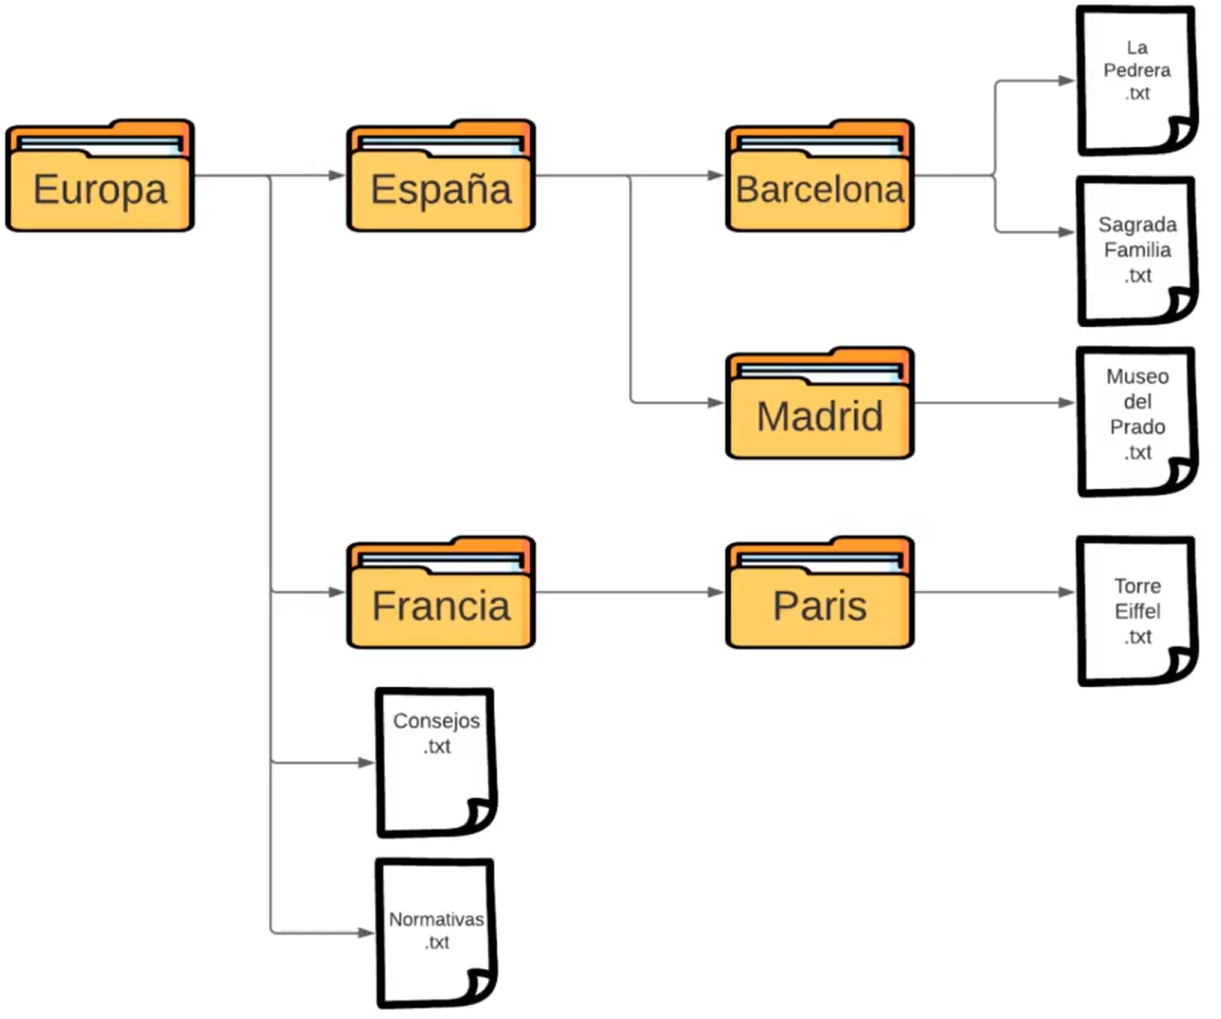 Europa
España
Barcelona
La
Pedrera
.txt
Sagrada
Familia
.txt
Madrid
Museo
del
Prado
.txt
Francia
Paris
Torre
Eiffel
.txt
Consejos
.txt
Normativas
.txt